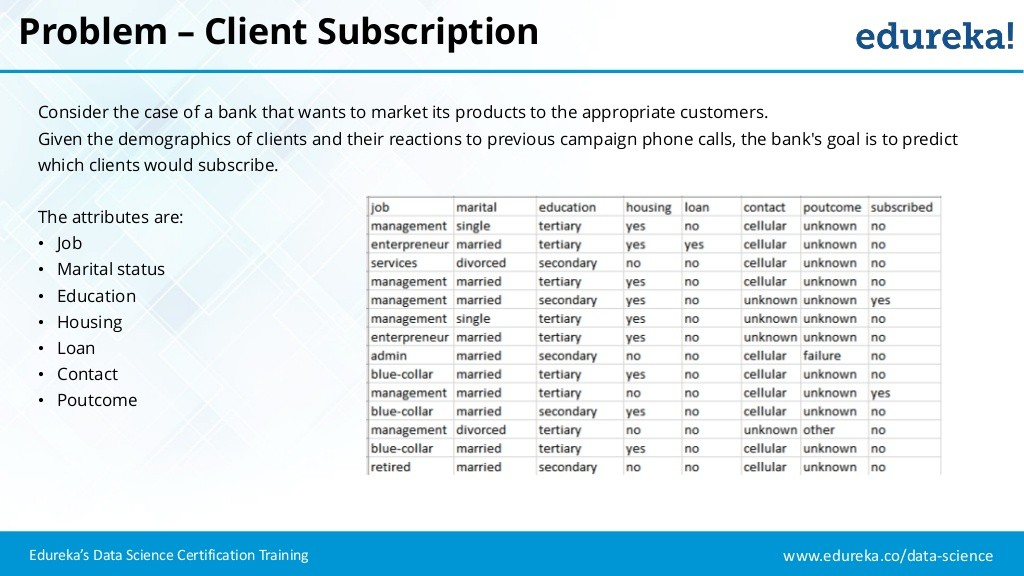 Problem – Client Subscription
edureka!
Consider the case of a bank that wants to market its products to the appropriate customers.
Given the demographics of clients and their reactions to previous campaign phone calls, the bank's goal is to predict
which clients would subscribe.
The attributes are:
• Job
• Marital status
• Education
• Housing
• Loan
• Contact
• Poutcome
job marital education housing loan contact poutcome subscribed
management single tertiary yes no cellular unknown no
enterpreneur married tertiary yes yes cellular unknown no
services divorced secondary no no cellular unknown no
management married tertiary yes no cellular unknown no
management married secondary yes no unknown unknown yes
management single tertiary yes no unknown unknown no
enterpreneur married tertiary yes no unknown unknown no
admin married secondary no no cellular failure no
blue-collar married tertiary yes no cellular unknown no
management married tertiary no no cellular unknown yes
blue-collar married secondary yes no cellular unknown no
management divorced tertiary no no unknown other no
blue-collar married tertiary yes no cellular unknown no
retired married secondary no no cellular unknown no
Edureka's Data Science Certification Training
www.edureka.co/data-science